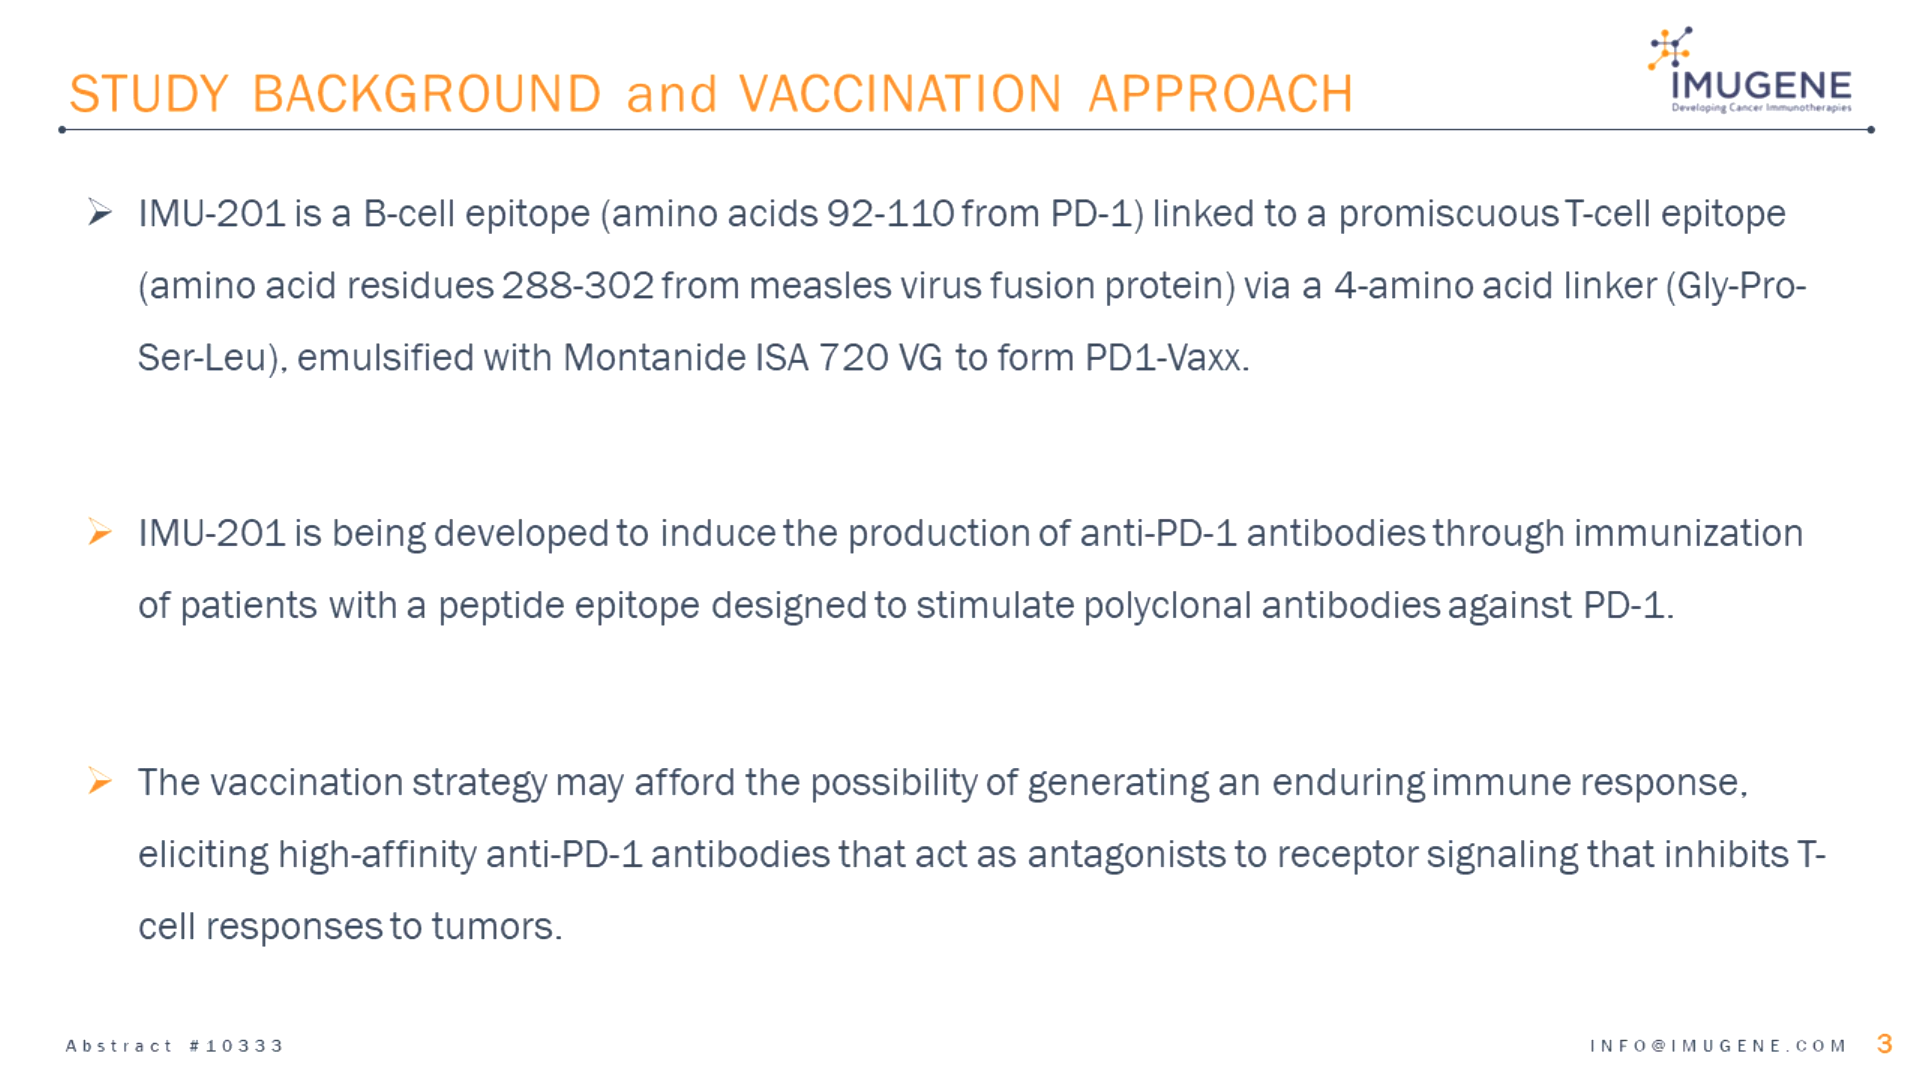 STUDY BACKGROUND and VACCINATION APPROACH
IMUGENE
Developing Cancer Immunotherapies
IMU-201 is a B-cell epitope (amino acids 92-110 from PD-1) linked to a promiscuous T-cell epitope
(amino acid residues 288-302 from measles virus fusion protein) via a 4-amino acid linker (Gly-Pro-
Ser-Leu), emulsified with Montanide ISA 720 VG to form PD1-Vaxx.
IMU-201 is being developed to induce the production of anti-PD-1 antibodies through immunization
of patients with a peptide epitope designed to stimulate polyclonal antibodies against PD-1.
The vaccination strategy may afford the possibility of generating an enduring immune response,
eliciting high-affinity anti-PD-1 antibodies that act as antagonists to receptor signaling that inhibits T-
cell responses to tumors.
Abstract #10333
INFO@IMUGENE.COM 3